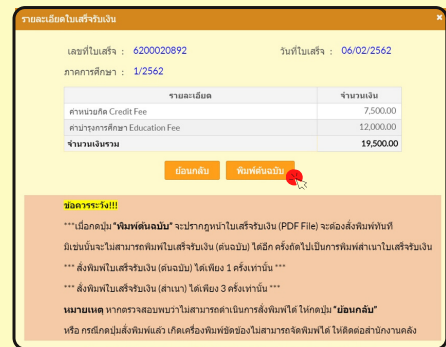 รายละเอียดใบเสร็จรับเงิน ×
เลขที่ใบเสร็จ : 6200020892 วันที่ใบเสร็จ : 06/02/2562
ภาคการศึกษา : 1/2562
รายละเอียด จำนวนเงิน
ค่าหน่วยกิต Credit Fee 7,500.00
ค่าบำรุงการศึกษา Education Fee 12,000.00
จำนวนเงินรวม 19,500.00
ย้อนกลับ พิมพ์ต้นฉบับ
ข้อควรระวัง!!!
***เมื่อกดปุ่ม "พิมพ์ต้นฉบับ" จะปรากฎหน้าใบเสร็จรับเงิน (PDF File) จะต้องสั่งพิมพ์ทันที
มิเช่นนั้นจะไม่สามารถพิมพ์ใบเสร็จรับเงิน (ต้นฉบับ) ได้อีก ครั้งถัดไปเป็นการพิมพ์สำเนาใบเสร็จรับเงิน
*** สั่งพิมพ์ใบเสร็จรับเงิน (ต้นฉบับ) ได้เพียง 1 ครั้งเท่านั้น ***
*** สั่งพิมพ์ใบเสร็จรับเงิน (สำเนา) ได้เพียง 3 ครั้งเท่านั้น ***
หมายเหตุ หากตรวจสอบพบว่าไม่สามารถดำเนินการสั่งพิมพ์ได้ ให้กดปุ่ม "ย้อนกลับ"
หรือ กรณีกดปุ่มสั่งพิมพ์แล้ว เกิดเครื่องพิมพ์ขัดข้องไม่สามารถจัดพิมพ์ได้ ให้ติดต่อสำนักงานคลัง